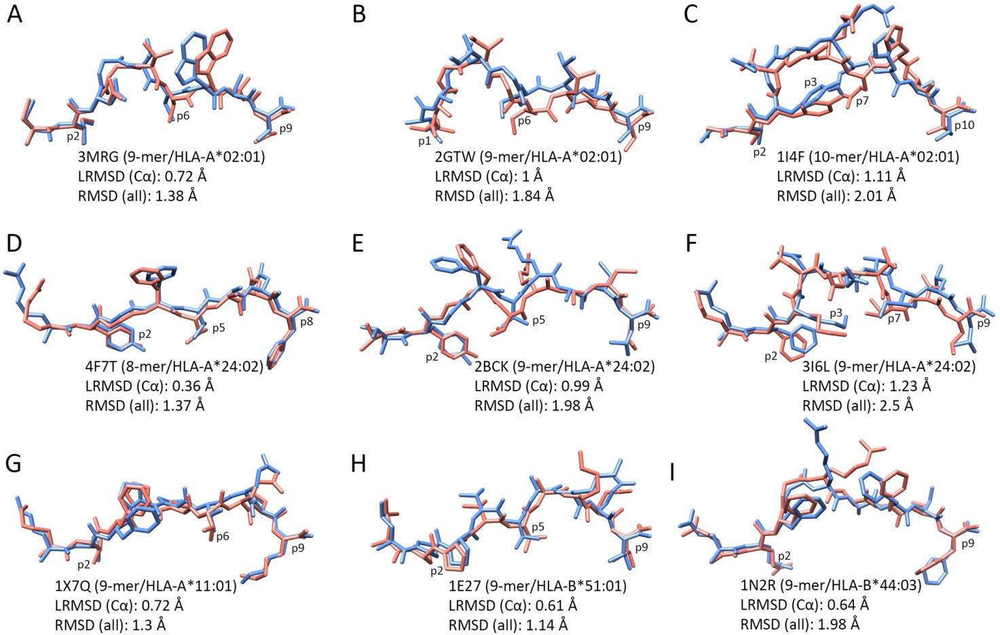 A
p2
p6
p9
3MRG (9-mer/HLA-A*02:01)
LRMSD (Cα): 0.72 Å
RMSD (all): 1.38 Å
B
p1
p6
p9
2GTW (9-mer/HLA-A*02:01)
LRMSD (Cα): 1 Å
RMSD (all): 1.84 Å
C
p3
p7
p2
p10
1I4F (10-mer/HLA-A*02:01)
LRMSD (Cα): 1.11 Å
RMSD (all): 2.01 Å
D
p2
p5
p8
4F7T (8-mer/HLA-A*24:02)
LRMSD (Cα): 0.36 Å
RMSD (all): 1.37 Å
E
p2
p5
p9
2BCK (9-mer/HLA-A*24:02)
LRMSD (Cα): 0.99 Å
RMSD (all): 1.98 Å
F
p3
p7
p9
p2
3I6L (9-mer/HLA-A*24:02)
LRMSD (Cα): 1.23 Å
RMSD (all): 2.5 Å
G
p2
p6
p9
1X7Q (9-mer/HLA-A*11:01)
LRMSD (Cα): 0.72 Å
RMSD (all): 1.3 Å
H
p2
p5
p9
1E27 (9-mer/HLA-B*51:01)
LRMSD (Cα): 0.61 Å
RMSD (all): 1.14 Å
I
p2
p9
1N2R (9-mer/HLA-B*44:03)
LRMSD (Cα): 0.64 Å
RMSD (all): 1.98 Å